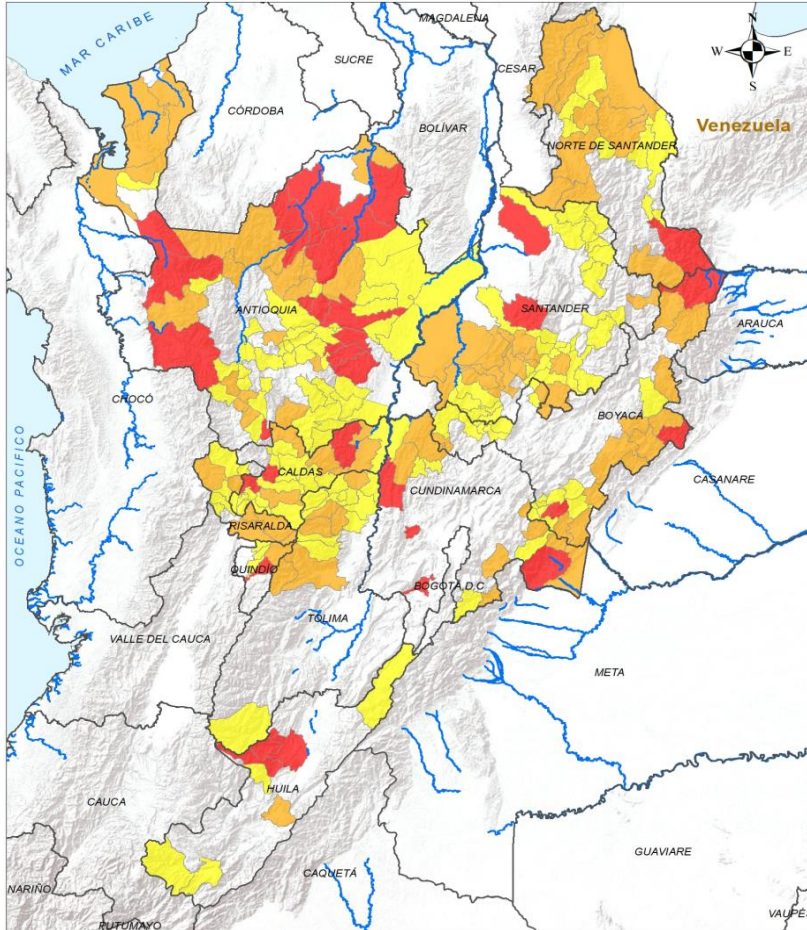 MAGDALENA
N
MAR CARIBE
SUCRE
W E
CESAR
S
CÓRDOBA
BOLÍVAR
Venezuela
NORTE DE SANTANDER
ANTIOQUIA
SANTANDER
ARAUCA
CHOCÓ
BOYACÁ
OCEANO PACIFICO
CALDAS
CUNDINAMARCA
CASANARE
RISARALDA
QUINDÍO
BOGOTÁ D.C
TOLIMA
VALLE DEL CAUCA
META
HUILA
CAUCA
GUAVIARE
CAQUETÁ
NARIÑO
PUTUMAYO
VAUPÉS